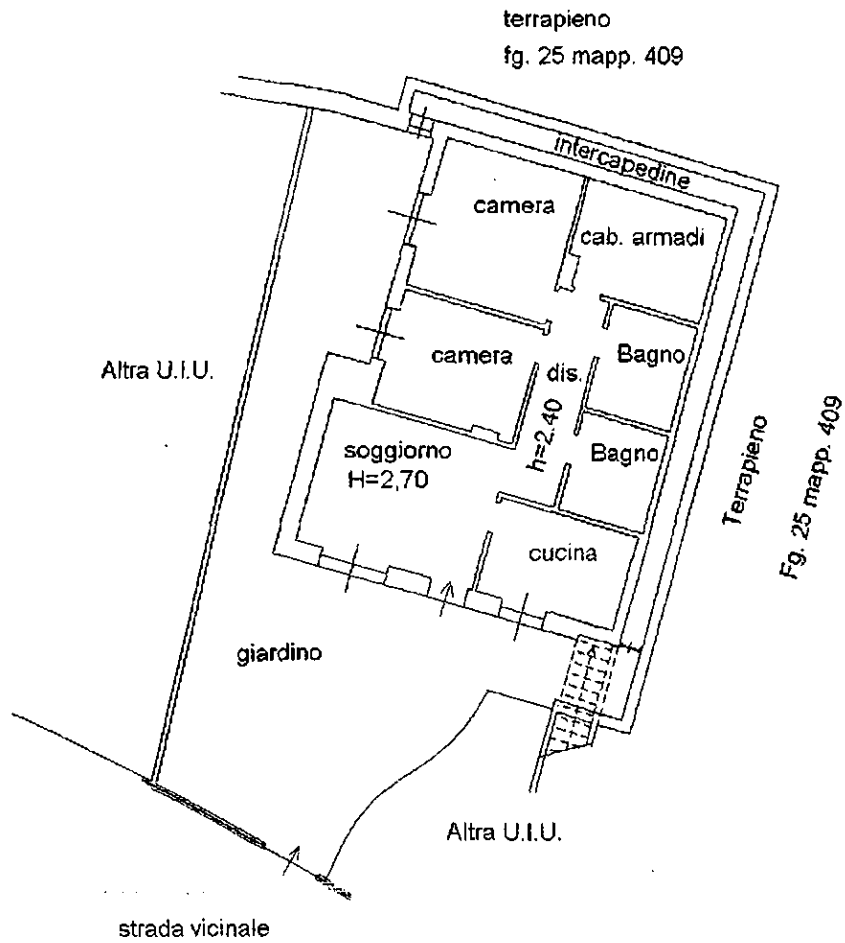 terrapieno
fg. 25 mapp. 409
intercapedine
camera
cab. armadi
camera
Bagno
Altra U.I.U.
dis.
h=2.40
soggiorno
H=2,70
Bagno
Terrapieno
Fg. 25 mapp. 409
cucina
giardino
Altra U.I.U.
strada vicinale